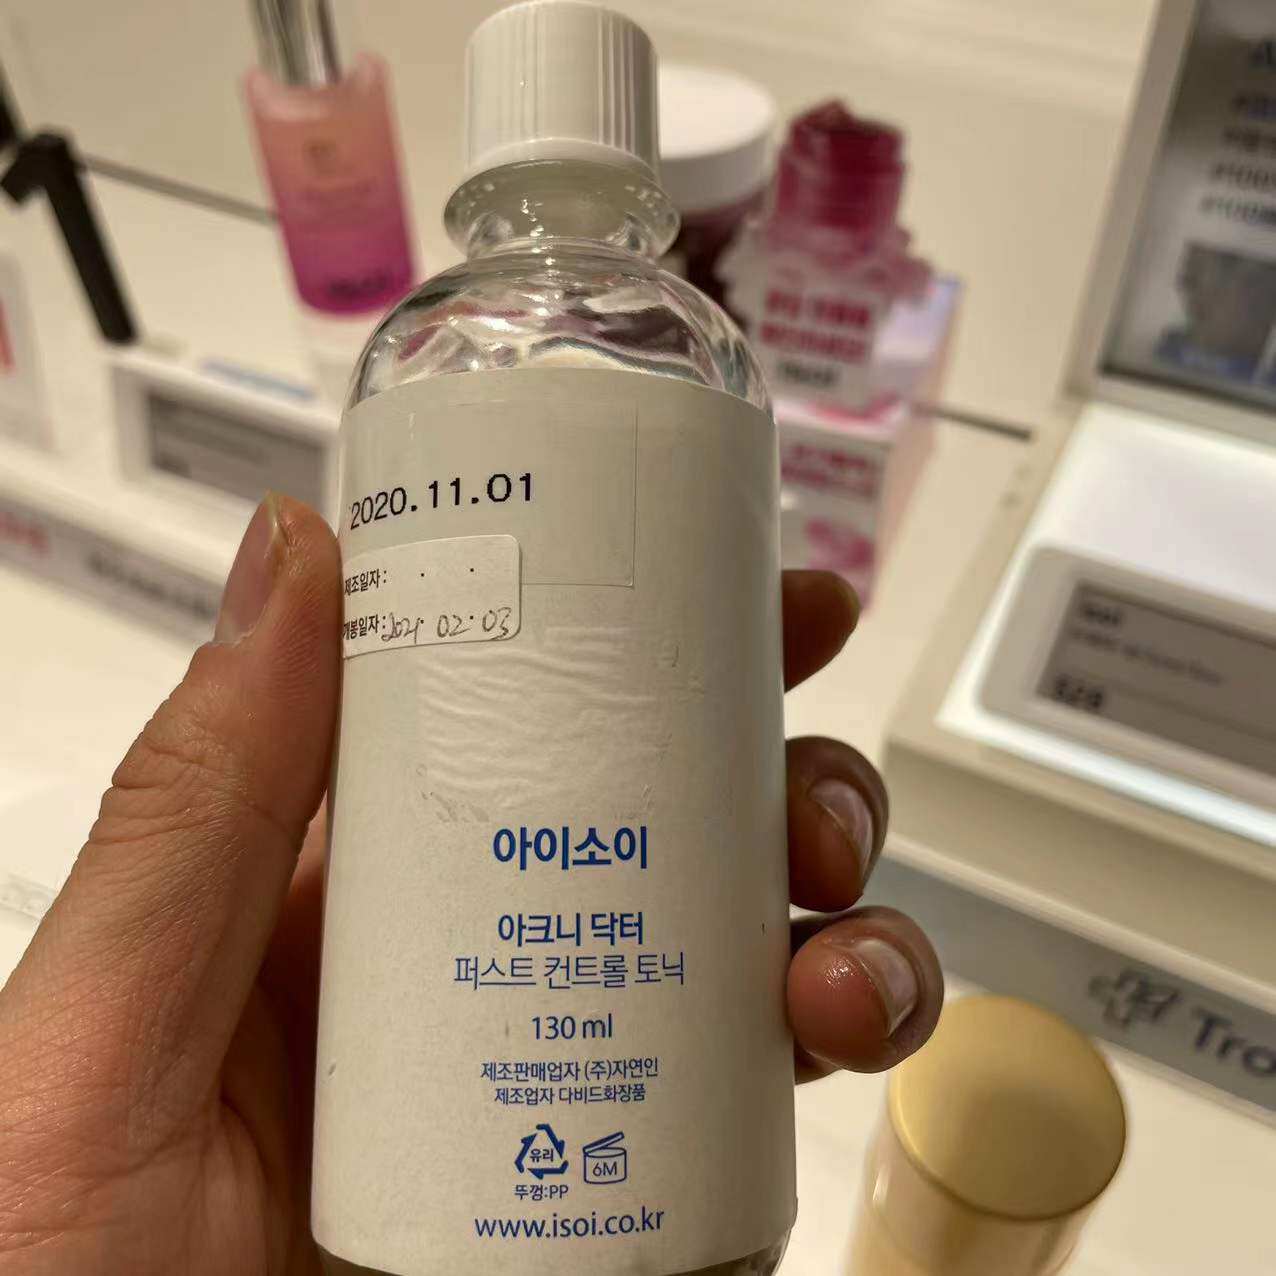 2020.11.01
제조일자: . .
개봉일자: 2021. 02. 03
아이소이
아크니 닥터
퍼스트 컨트롤 토닉
130 ml
제조판매업자 (주)자연인
제조업자 다비드화장품
유리
6M
뚜껑:PP
www.isoi.co.kr
Tro